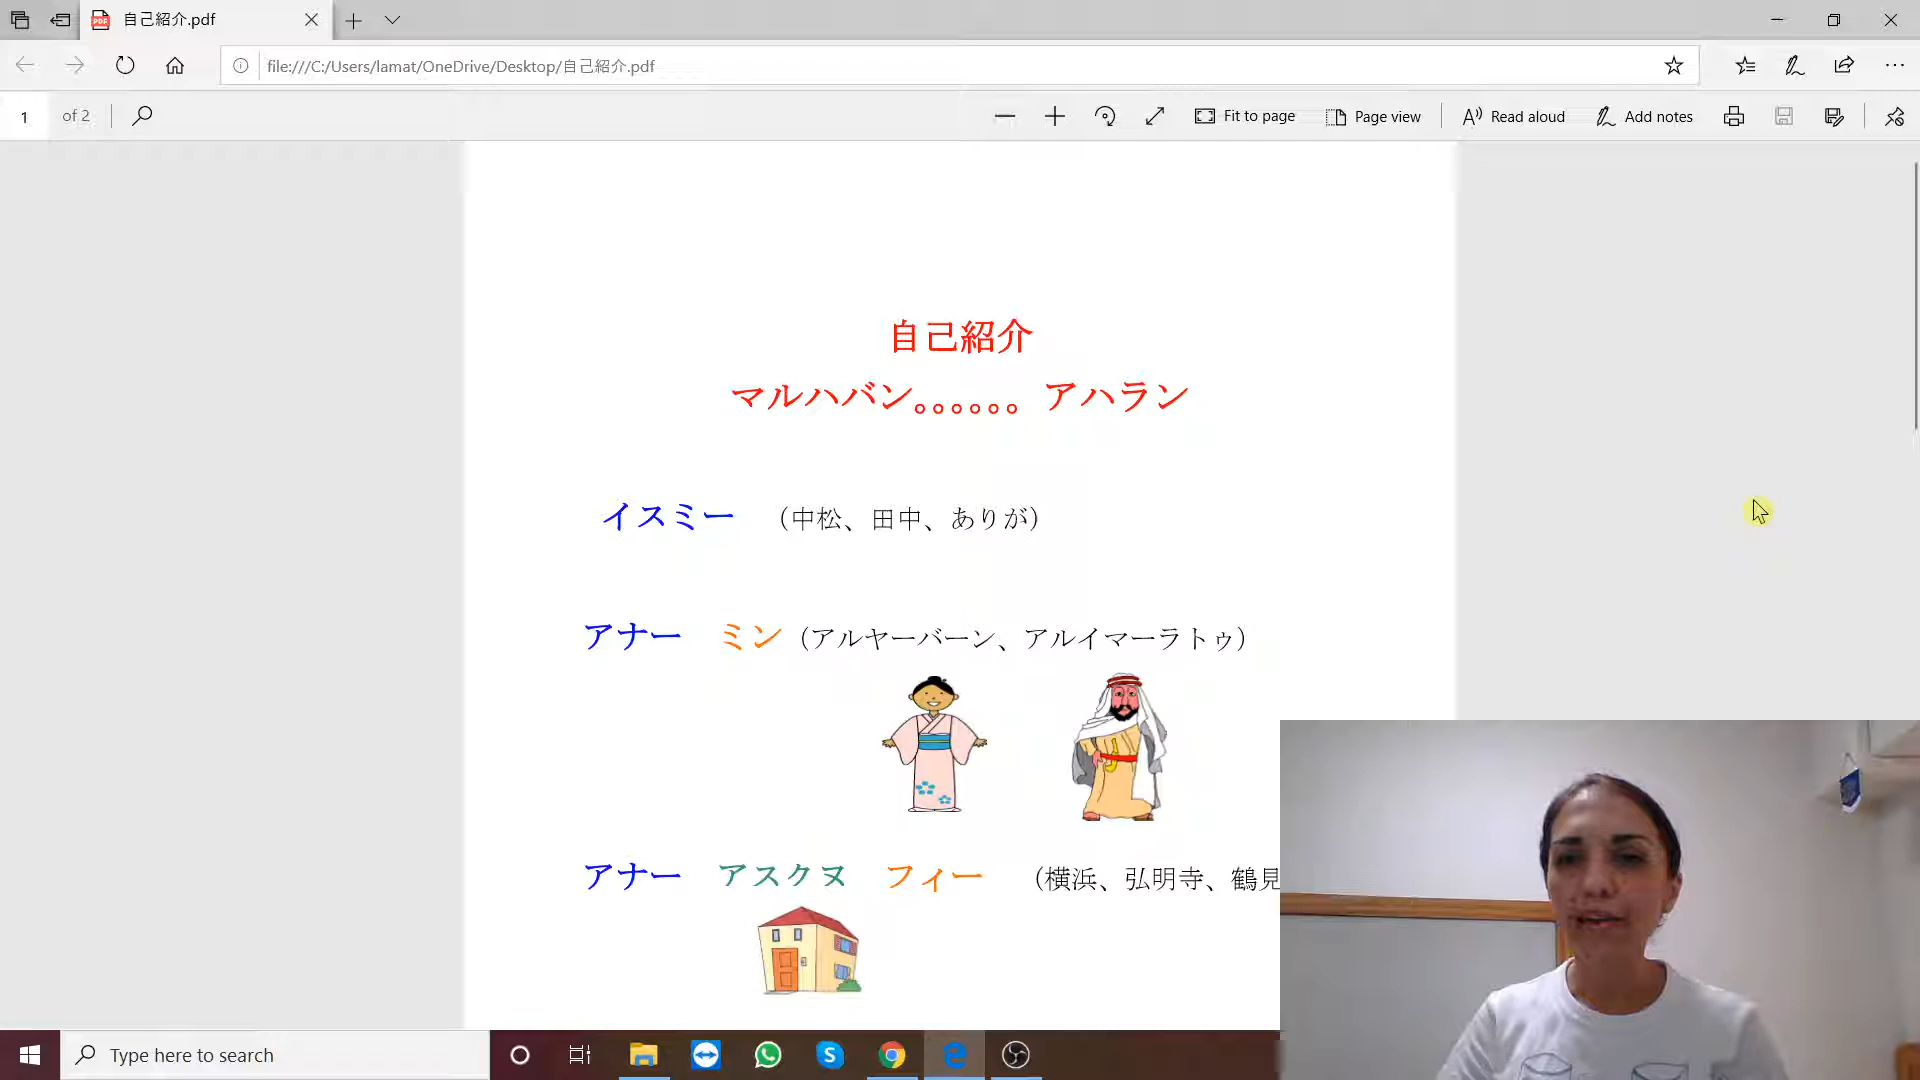 自己紹介.pdf
file:///C:/Users/lamat/OneDrive/Desktop/自己紹介.pdf
1 of 2 Fit to page Page view Read aloud Add notes
自己紹介
マルハバン。。。。。。アハラン
イスミー (中松、田中、ありが)
アナー ミン (アルヤーバーン、アルイマーラトゥ)
アナー アスクヌ フィー (横浜、弘明寺、鶴見
Type here to search